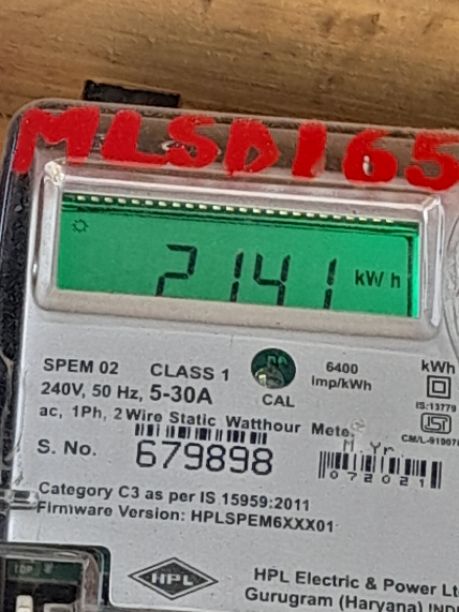 MLSD165
2141 kWh
SPEM 02 CLASS 1 6400 kWh
240V, 50 Hz, 5-30A CAL Imp/kWh
IS:13779
ac, 1Ph, 2 Wire Static Watthour Mete
S. No. 679898 M. Yr.
072021
Category C3 as per IS 15959:2011
Firmware Version: HPLSPEM6XXX01
HPL
HPL Electric & Power Lt
Gurugram (Haryana) IND